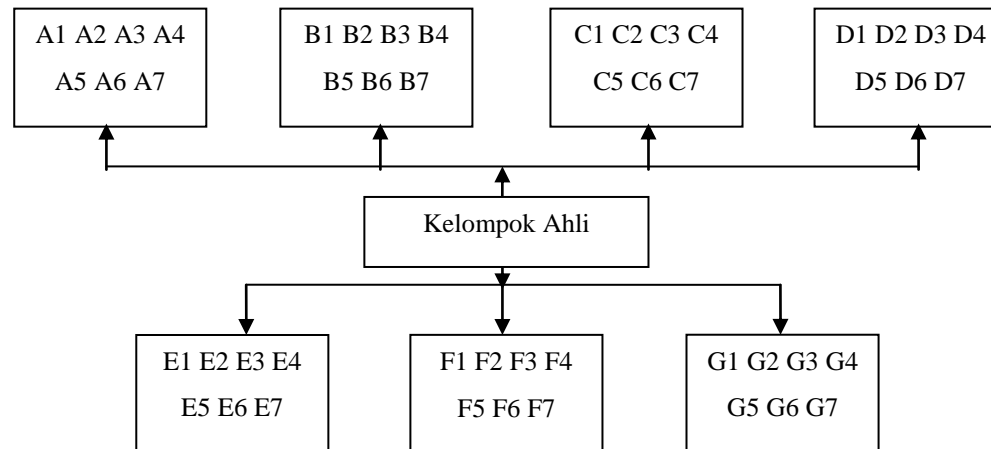 A1 A2 A3 A4
A5 A6 A7
B1 B2 B3 B4
B5 B6 B7
C1 C2 C3 C4
C5 C6 C7
D1 D2 D3 D4
D5 D6 D7
Kelompok Ahli
E1 E2 E3 E4
E5 E6 E7
F1 F2 F3 F4
F5 F6 F7
G1 G2 G3 G4
G5 G6 G7